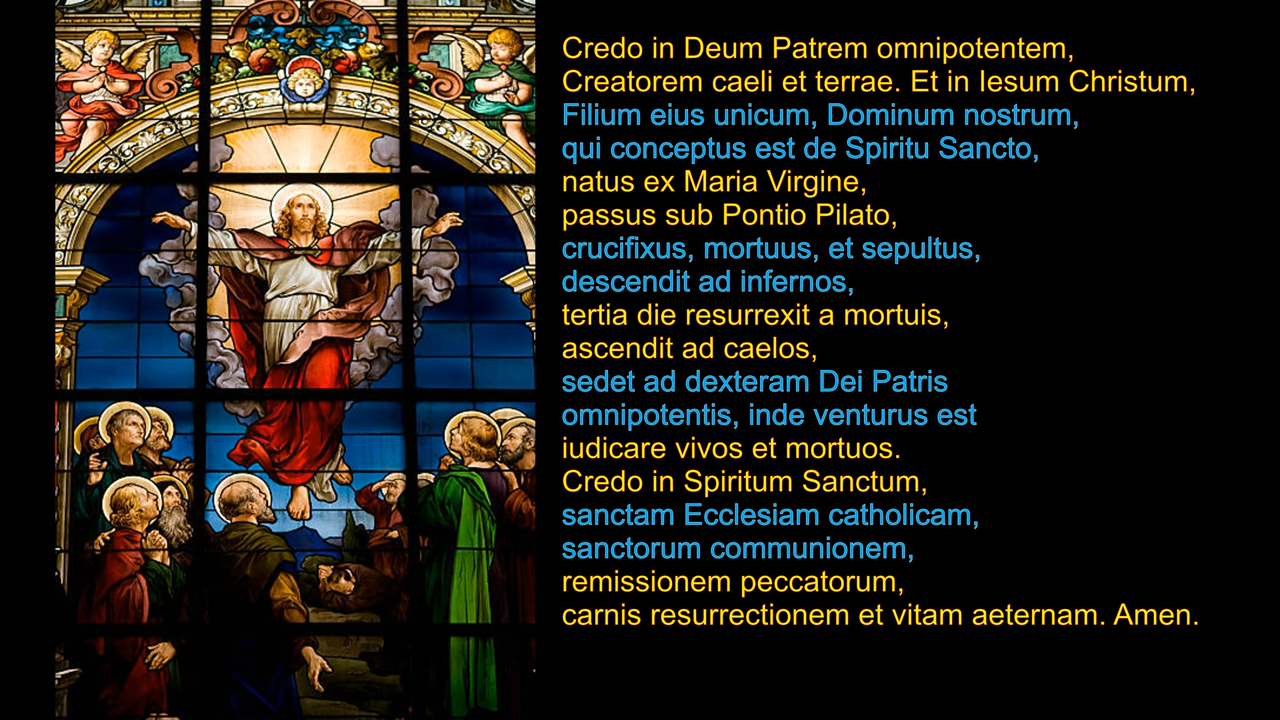 Credo in Deum Patrem omnipotentem,
Creatorem caeli et terrae. Et in Iesum Christum,
Filium eius unicum, Dominum nostrum,
qui conceptus est de Spiritu Sancto,
natus ex Maria Virgine,
passus sub Pontio Pilato,
crucifixus, mortuus, et sepultus,
descendit ad infernos,
tertia die resurrexit a mortuis,
ascendit ad caelos,
sedet ad dexteram Dei Patris
omnipotentis, inde venturus est
iudicare vivos et mortuos.
Credo in Spiritum Sanctum,
sanctam Ecclesiam catholicam,
sanctorum communionem,
remissionem peccatorum,
carnis resurrectionem et vitam aeternam. Amen.